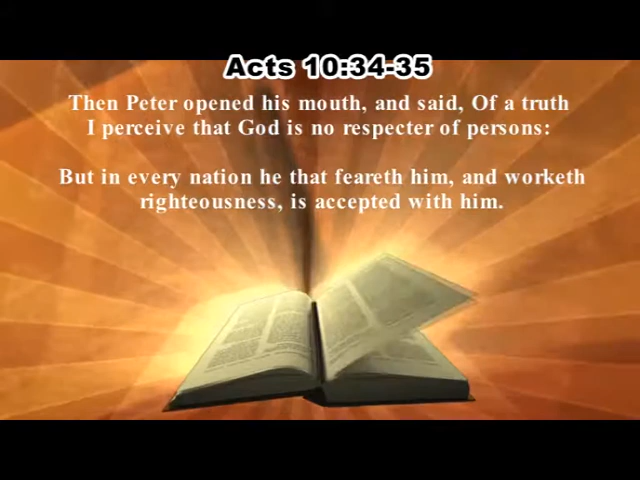 Acts 10:34-35
Then Peter opened his mouth, and said, Of a truth
I perceive that God is no respecter of persons:
But in every nation he that feareth him, and worketh
righteousness, is accepted with him.